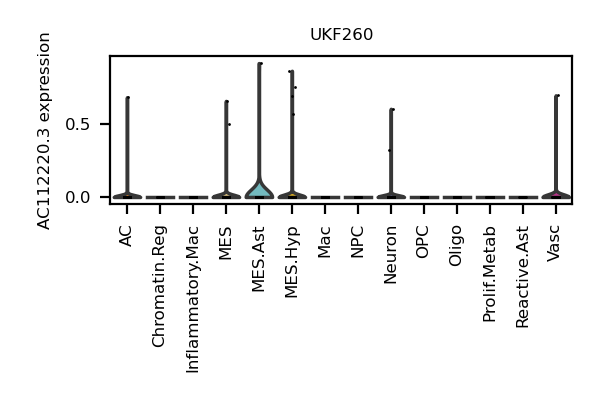 UKF260
AC112220.3 expression
0.5
0.0
AC
Chromatin.Reg
Inflammatory.Mac
MES
MES.Ast
MES.Hyp
Mac
NPC
Neuron
OPC
Oligo
Prolif.Metab
Reactive.Ast
Vasc